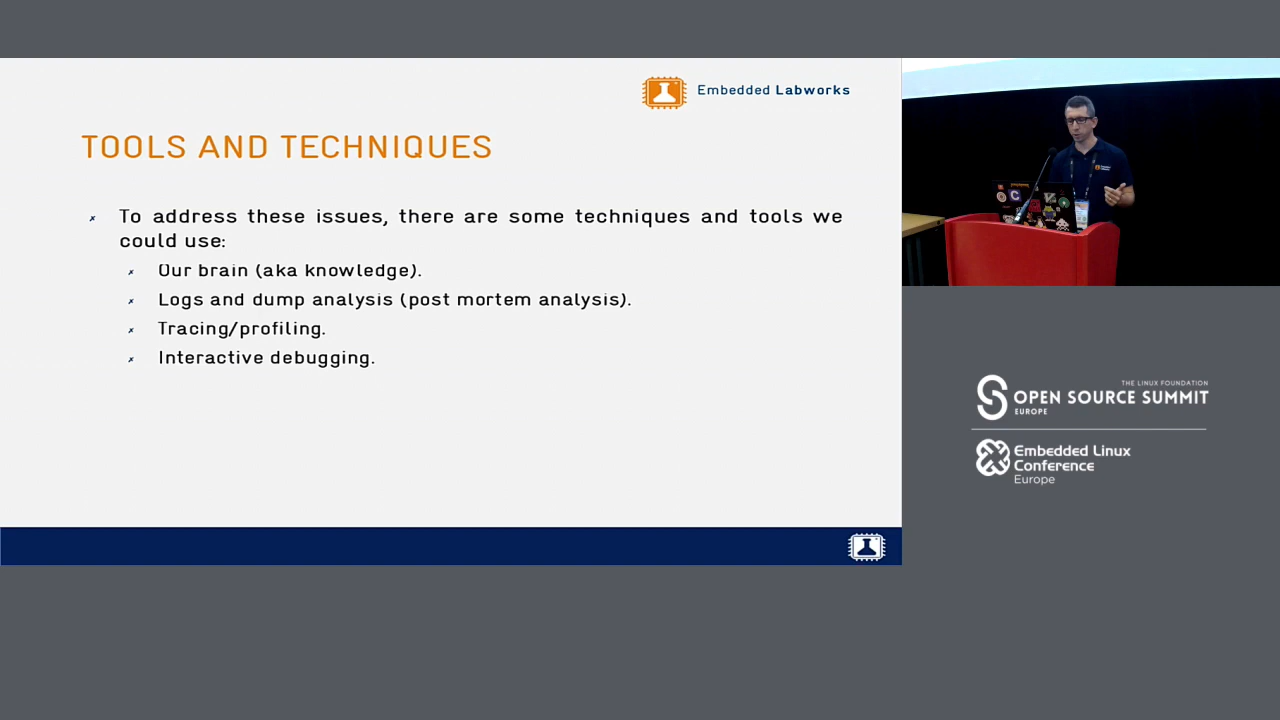 Embedded Labworks
TOOLS AND TECHNIQUES
To address these issues, there are some techniques and tools we
could use:
Our brain (aka knowledge).
Logs and dump analysis (post mortem analysis).
Tracing/profiling.
Interactive debugging.
THE LINUX FOUNDATION
OPEN SOURCE SUMMIT
EUROPE
Embedded Linux
Conference
Europe